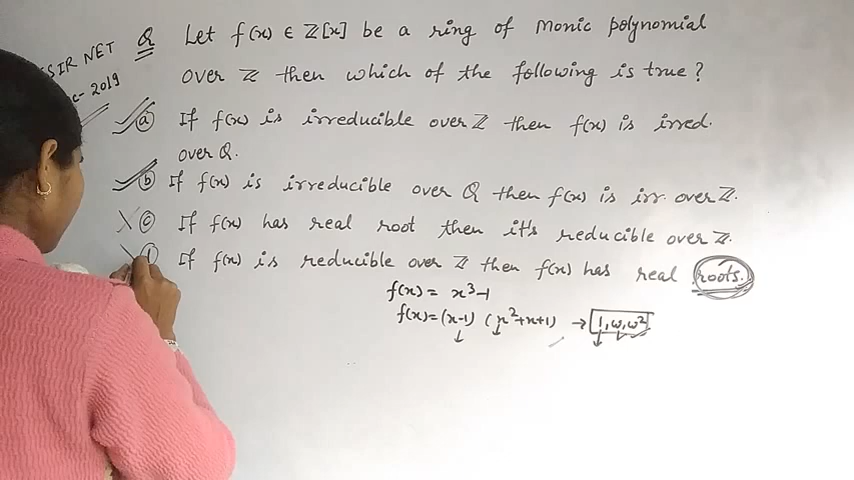 SIR NET
c-2019
Q Let f(x) ∈ ℤ[x] be a ring of Monic polynomial
over ℤ then which of the following is true?
(a) If f(x) is irreducible over ℤ then f(x) is irred.
over Q.
(b) If f(x) is irreducible over Q then f(x) is irr. over ℤ.
(c) If f(x) has real root then it's reducible over ℤ.
If f(x) is reducible over ℤ then f(x) has real roots.
f(x) = x³-1
f(x) = (x-1) (x²+x+1) → 1, ω, ω²